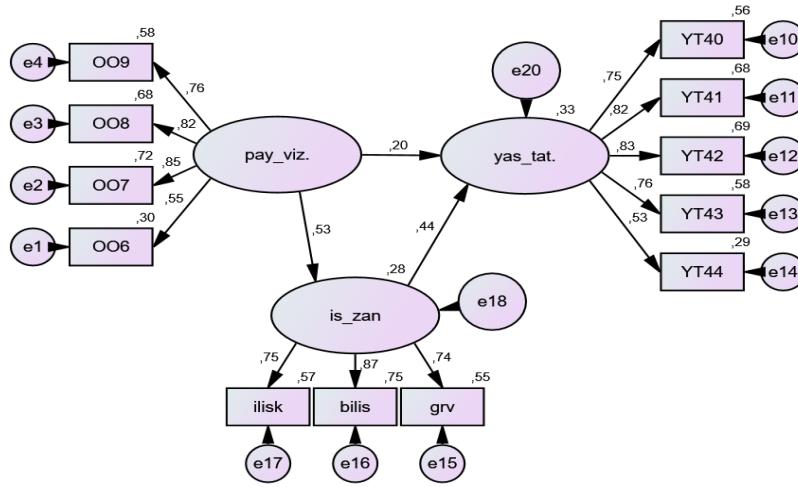 ,56
,58
YT40
e10
e4
OO9
e20
,76
,75
,68
,68
,33
YT41
e11
e3
OO8
,82
,82
,69
,72
pay_viz.
,20
yas_tat.
,83
YT42
e12
e2
OO7
,85
,76
,58
,55
YT43
e13
,30
,53
e1
OO6
,53
,44
,29
YT44
e14
,28
e18
is_zan
,75
,57
,87
,75
,74
,55
ilisk
bilis
grv
e17
e16
e15